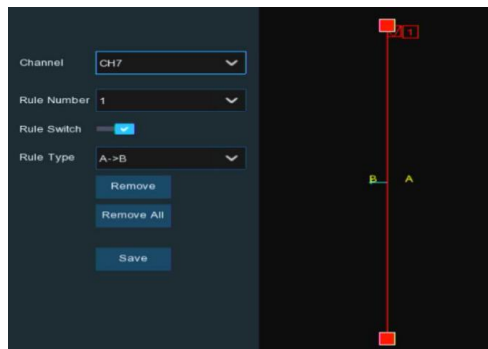 Channel CH7
Rule Number 1
Rule Switch
Rule Type A->B
Remove
Remove All
Save
1
B A